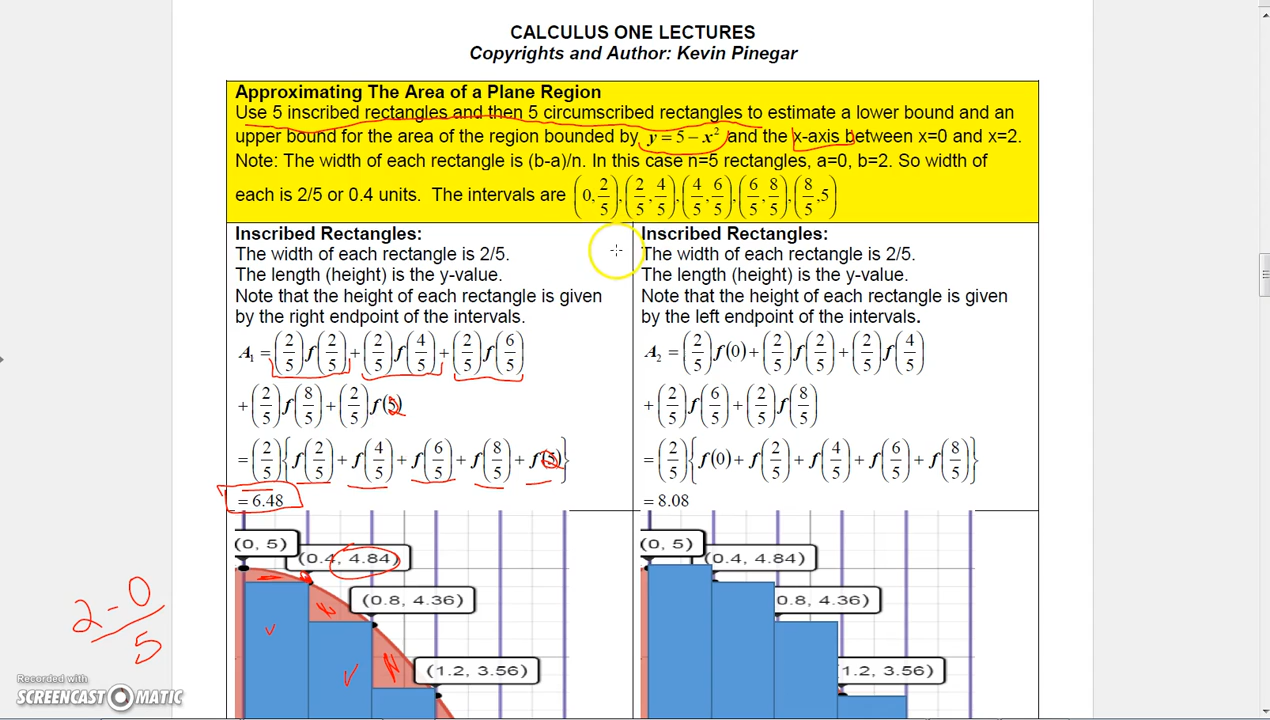 CALCULUS ONE LECTURES
Copyrights and Author: Kevin Pinegar
Approximating The Area of a Plane Region
Use 5 inscribed rectangles and then 5 circumscribed rectangles to estimate a lower bound and an
upper bound for the area of the region bounded by y = 5 − x² and the x-axis between x=0 and x=2.
Note: The width of each rectangle is (b-a)/n. In this case n=5 rectangles, a=0, b=2. So width of
each is 2/5 or 0.4 units. The intervals are (0, 2/5), (2/5, 4/5), (4/5, 6/5), (6/5, 8/5), (8/5, 5)
Inscribed Rectangles:
The width of each rectangle is 2/5.
The length (height) is the y-value.
Note that the height of each rectangle is given
by the right endpoint of the intervals.
A₁ = (2/5) f(2/5) + (2/5) f(4/5) + (2/5) f(6/5)
+ (2/5) f(8/5) + (2/5) f(2)
= (2/5) { f(2/5) + f(4/5) + f(6/5) + f(8/5) + f(2) }
= 6.48
(0, 5)
(0.4, 4.84)
(0.8, 4.36)
(1.2, 3.56)
Inscribed Rectangles:
The width of each rectangle is 2/5.
The length (height) is the y-value.
Note that the height of each rectangle is given
by the left endpoint of the intervals.
A₂ = (2/5) f(0) + (2/5) f(2/5) + (2/5) f(4/5)
+ (2/5) f(6/5) + (2/5) f(8/5)
= (2/5) { f(0) + f(2/5) + f(4/5) + f(6/5) + f(8/5) }
= 8.08
(0, 5)
(0.4, 4.84)
0.8, 4.36)
1.2, 3.56)
2 - 0
5
Recorded with
SCREENCAST MATIC